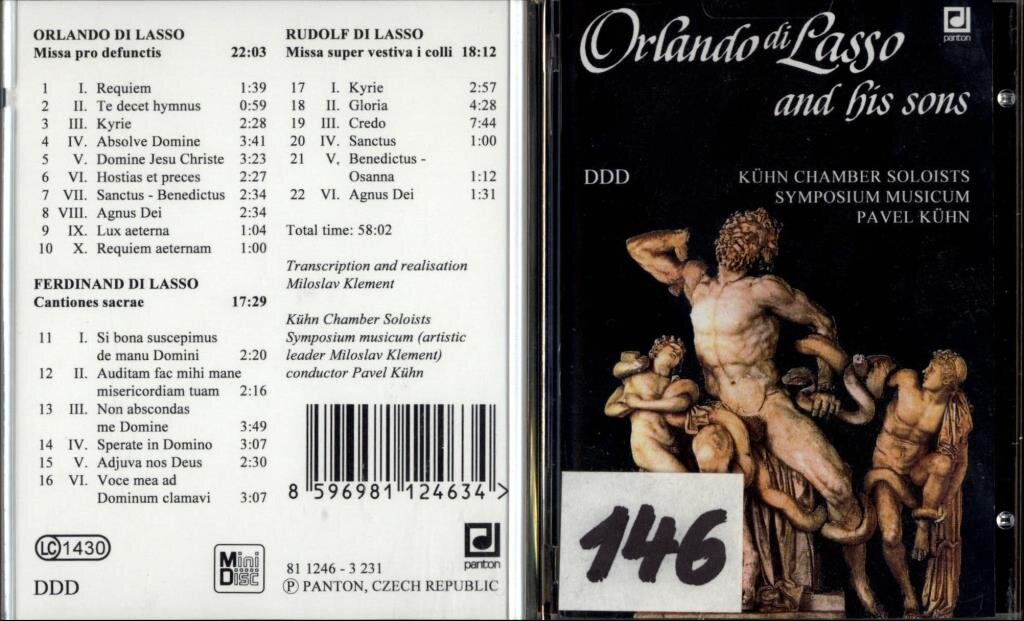 ORLANDO DI LASSO
Missa pro defunctis 22:03
1 I. Requiem 1:39
2 II. Te decet hymnus 0:59
3 III. Kyrie 2:28
4 IV. Absolve Domine 3:41
5 V. Domine Jesu Christe 3:23
6 VI. Hostias et preces 2:27
7 VII. Sanctus - Benedictus 2:34
8 VIII. Agnus Dei 2:34
9 IX. Lux aeterna 1:04
10 X. Requiem aeternam 1:00
FERDINAND DI LASSO
Cantiones sacrae 17:29
11 I. Si bona suscepimus
de manu Domini 2:20
12 II. Auditam fac mihi mane
misericordiam tuam 2:16
13 III. Non abscondas
me Domine 3:49
14 IV. Sperate in Domino 3:07
15 V. Adjuva nos Deus 2:30
16 VI. Voce mea ad
Dominum clamavi 3:07
LC 1430
DDD
RUDOLF DI LASSO
Missa super vestiva i colli 18:12
17 I. Kyrie 2:57
18 II. Gloria 4:28
19 III. Credo 7:44
20 IV. Sanctus 1:00
21 V, Benedictus -
Osanna 1:12
22 VI. Agnus Dei 1:31
Total time: 58:02
Transcription and realisation
Miloslav Klement
Kühn Chamber Soloists
Symposium musicum (artistic
leader Miloslav Klement)
conductor Pavel Kühn
8 596981 124634 >
Mini
Disc
panton
81 1246 - 3 231
Ⓟ PANTON, CZECH REPUBLIC
Orlando di Lasso
and his sons
panton
DDD
KÜHN CHAMBER SOLOISTS
SYMPOSIUM MUSICUM
PAVEL KÜHN
146